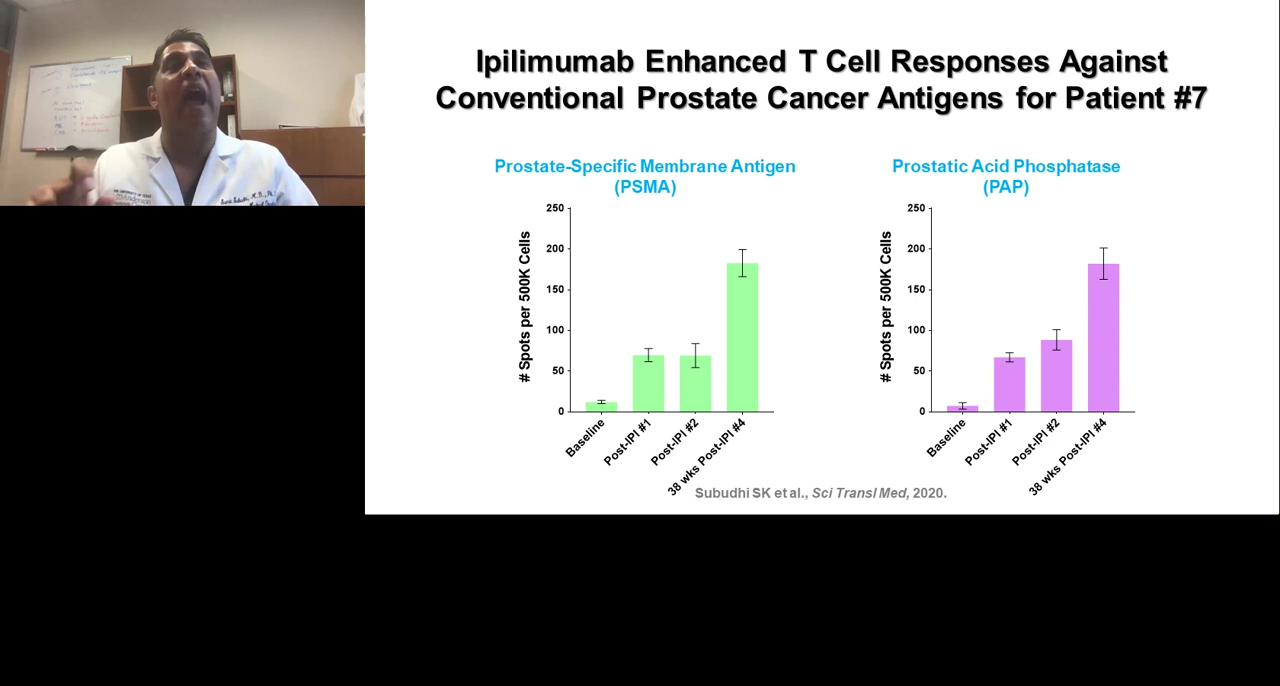 Ipilimumab Enhanced T Cell Responses Against
Conventional Prostate Cancer Antigens for Patient #7
Prostate-Specific Membrane Antigen
(PSMA)
# Spots per 500K Cells
250
200
150
100
50
0
Baseline
Post-IPI #1
Post-IPI #2
38 wks Post-IPI #4
Prostatic Acid Phosphatase
(PAP)
# Spots per 500K Cells
250
200
150
100
50
0
Baseline
Post-IPI #1
Post-IPI #2
38 wks Post-IPI #4
Subudhi SK et al., Sci Transl Med, 2020.